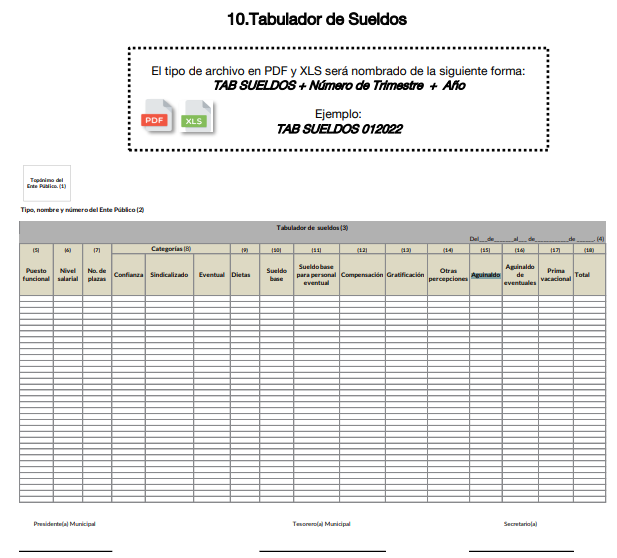 10.Tabulador de Sueldos
El tipo de archivo en PDF y XLS será nombrado de la siguiente forma:
TAB SUELDOS + Número de Trimestre + Año
PDF
XLS
Ejemplo:
TAB SUELDOS 012022
Topónimo del
Ente Público. (1)
Tipo, nombre y número del Ente Público (2)
Tabulador de sueldos (3)
Del___de______al___ de__________de ______. (4)
(5) (6) (7) Categorías (8) (9) (10) (11) (12) (13) (14) (15) (16) (17) (18)
Puesto funcional Nivel salarial No. de plazas Confianza Sindicalizado Eventual Dietas Sueldo base Sueldo base para personal eventual Compensación Gratificación Otras percepciones Aguinaldo Aguinaldo de eventuales Prima vacacional Total
Presidente(a) Municipal Tesorero(a) Municipal Secretario(a)